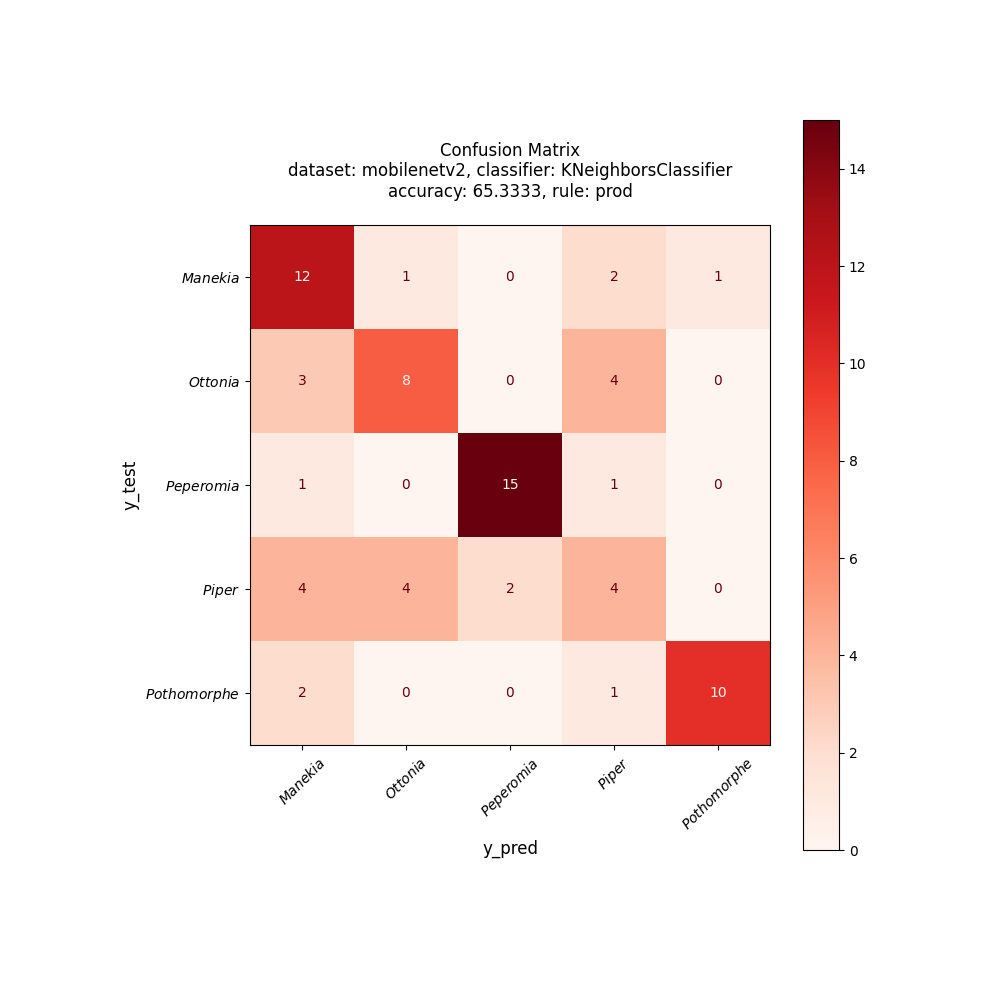 Confusion Matrix
dataset: mobilenetv2, classifier: KNeighborsClassifier
accuracy: 65.3333, rule: prod
Manekia 12 1 0 2 1
Ottonia 3 8 0 4 0
Peperomia 1 0 15 1 0
Piper 4 4 2 4 0
Pothomorphe 2 0 0 1 10
Manekia Ottonia Peperomia Piper Pothomorphe
y_pred
y_test
14
12
10
8
6
4
2
0